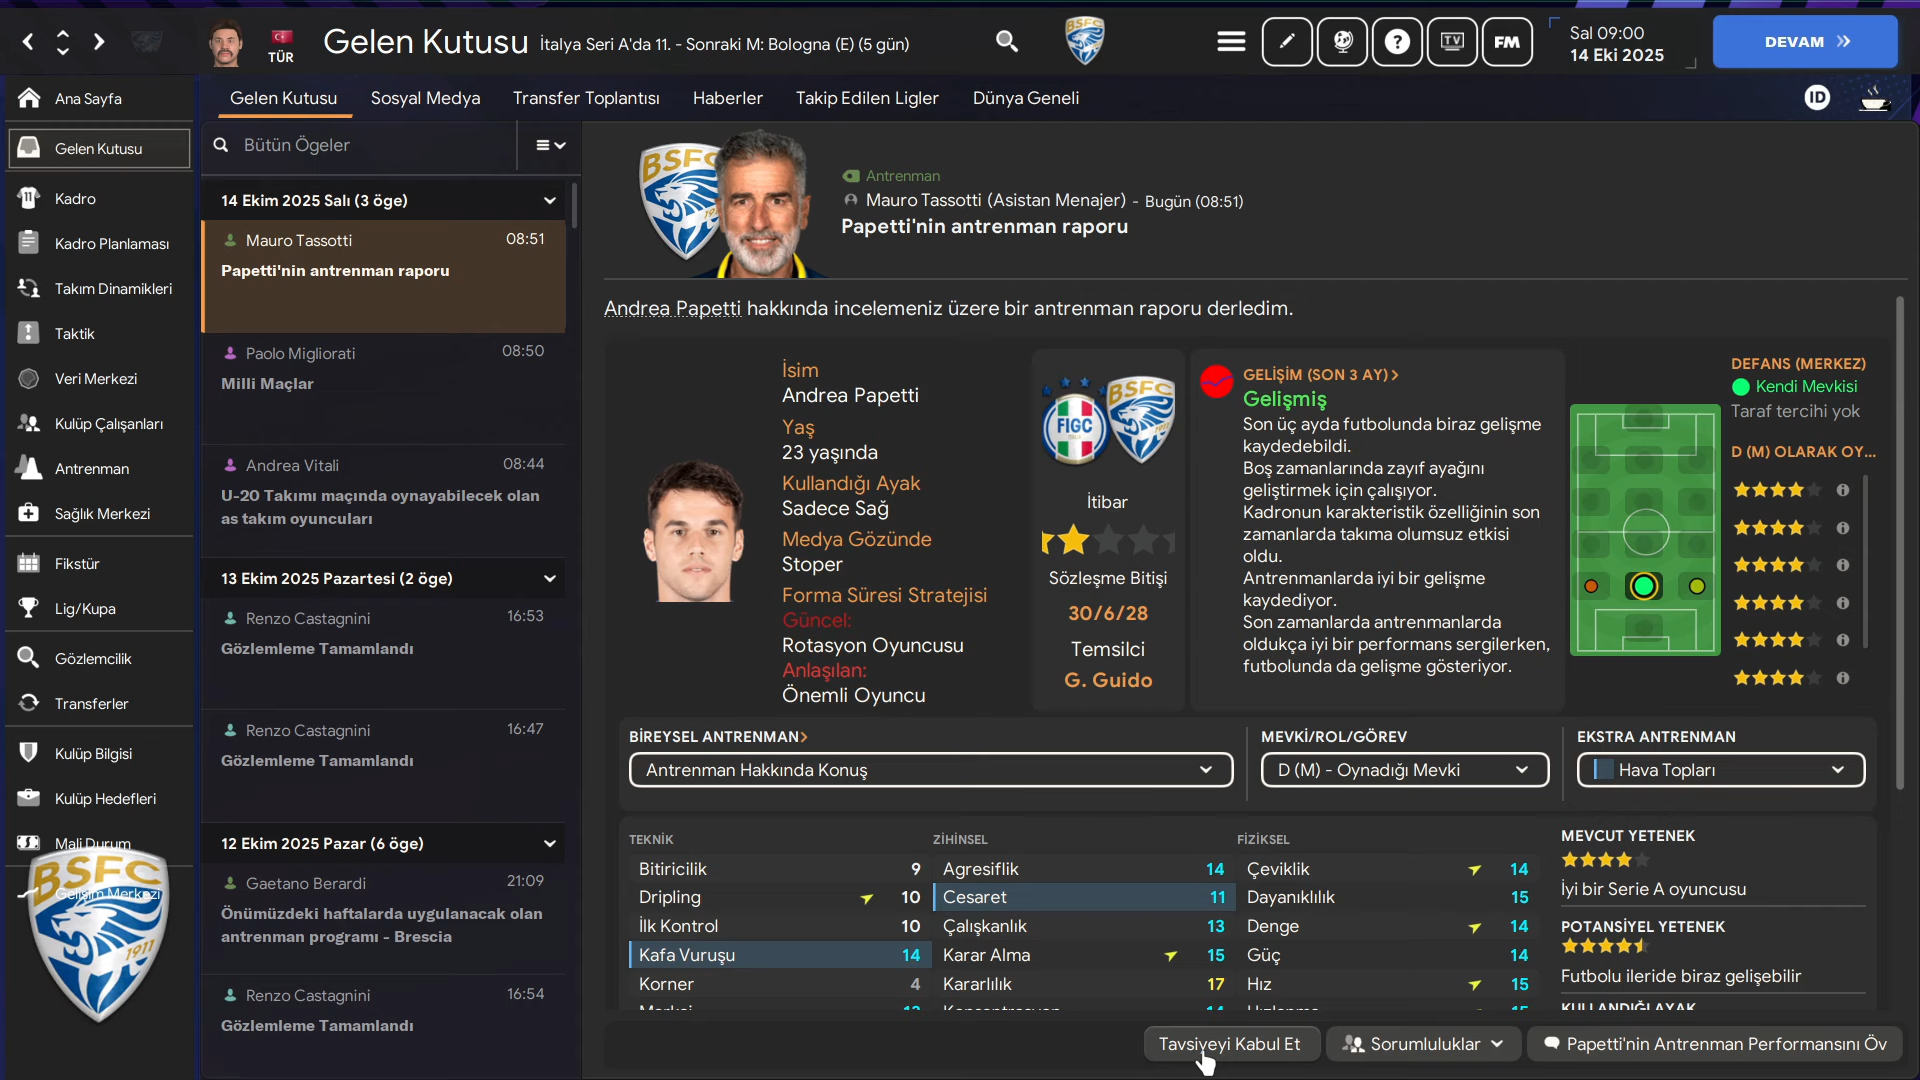 TÜR
Gelen Kutusu
İtalya Seri A'da 11. - Sonraki M: Bologna (E) (5 gün)
TV
FM
Sal 09:00
14 Eki 2025
DEVAM
Ana Sayfa
Gelen Kutusu
Kadro
Kadro Planlaması
Takım Dinamikleri
Taktik
Veri Merkezi
Kulüp Çalışanları
Antrenman
Sağlık Merkezi
Fikstür
Lig/Kupa
Gözlemcilik
Transferler
Kulüp Bilgisi
Kulüp Hedefleri
Mali Durum
Gelişim Merkezi
BSFC
1911
Gelen Kutusu
Sosyal Medya
Transfer Toplantısı
Haberler
Takip Edilen Ligler
Dünya Geneli
ID
Bütün Ögeler
14 Ekim 2025 Salı (3 öge)
Mauro Tassotti 08:51
Papetti'nin antrenman raporu
Paolo Migliorati 08:50
Milli Maçlar
Andrea Vitali 08:44
U-20 Takımı maçında oynayabilecek olan
as takım oyuncuları
13 Ekim 2025 Pazartesi (2 öge)
Renzo Castagnini 16:53
Gözlemleme Tamamlandı
Renzo Castagnini 16:47
Gözlemleme Tamamlandı
12 Ekim 2025 Pazar (6 öge)
Gaetano Berardi 21:09
Önümüzdeki haftalarda uygulanacak olan
antrenman programı - Brescia
Renzo Castagnini 16:54
Gözlemleme Tamamlandı
BSFC
Antrenman
Mauro Tassotti (Asistan Menajer) - Bugün (08:51)
Papetti'nin antrenman raporu
Andrea Papetti hakkında incelemeniz üzere bir antrenman raporu derledim.
İsim
Andrea Papetti
Yaş
23 yaşında
Kullandığı Ayak
Sadece Sağ
Medya Gözünde
Stoper
Forma Süresi Stratejisi
Güncel:
Rotasyon Oyuncusu
Anlaşılan:
Önemli Oyuncu
FIGC
BSFC
İtibar
Sözleşme Bitişi
30/6/28
Temsilci
G. Guido
GELİŞİM (SON 3 AY)
Gelişmiş
Son üç ayda futbolunda biraz gelişme
kaydedebildi.
Boş zamanlarında zayıf ayağını
geliştirmek için çalışıyor.
Kadronun karakteristik özelliğinin son
zamanlarda takıma olumsuz etkisi
oldu.
Antrenmanlarda iyi bir gelişme
kaydediyor.
Son zamanlarda antrenmanlarda
oldukça iyi bir performans sergilerken,
futbolunda da gelişme gösteriyor.
DEFANS (MERKEZ)
Kendi Mevkisi
Taraf tercihi yok
D (M) OLARAK OY...
BİREYSEL ANTRENMAN
Antrenman Hakkında Konuş
MEVKİ/ROL/GÖREV
D (M) - Oynadığı Mevki
EKSTRA ANTRENMAN
Hava Topları
TEKNİK
Bitiricilik 9
Dripling 10
İlk Kontrol 10
Kafa Vuruşu 14
Korner 4
ZİHİNSEL
Agresiflik 14
Cesaret 11
Çalışkanlık 13
Karar Alma 15
Kararlılık 17
FİZİKSEL
Çeviklik 14
Dayanıklılık 15
Denge 14
Güç 14
Hız 15
MEVCUT YETENEK
İyi bir Serie A oyuncusu
POTANSİYEL YETENEK
Futbolu ileride biraz gelişebilir
KULLANDIĞI AYAK
Tavsiyeyi Kabul Et
Sorumluluklar
Papetti'nin Antrenman Performansını Öv